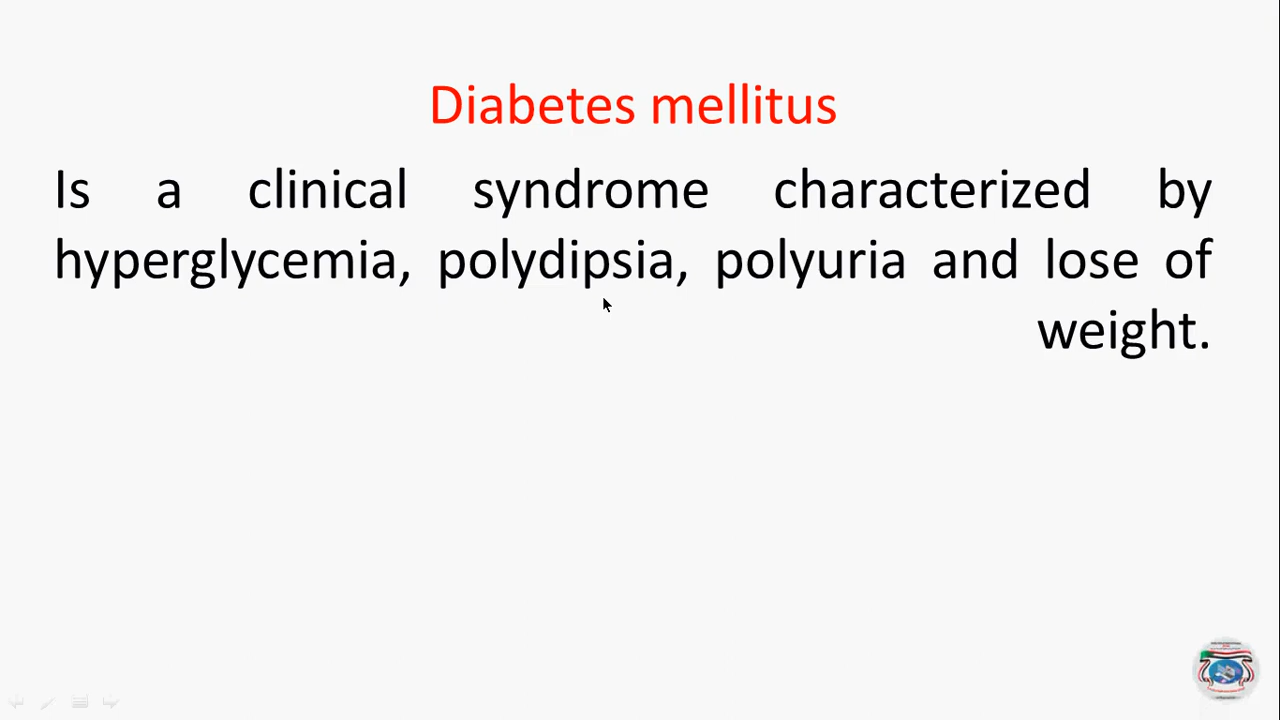 Diabetes mellitus
Is a clinical syndrome characterized by
hyperglycemia, polydipsia, polyuria and lose of
weight.